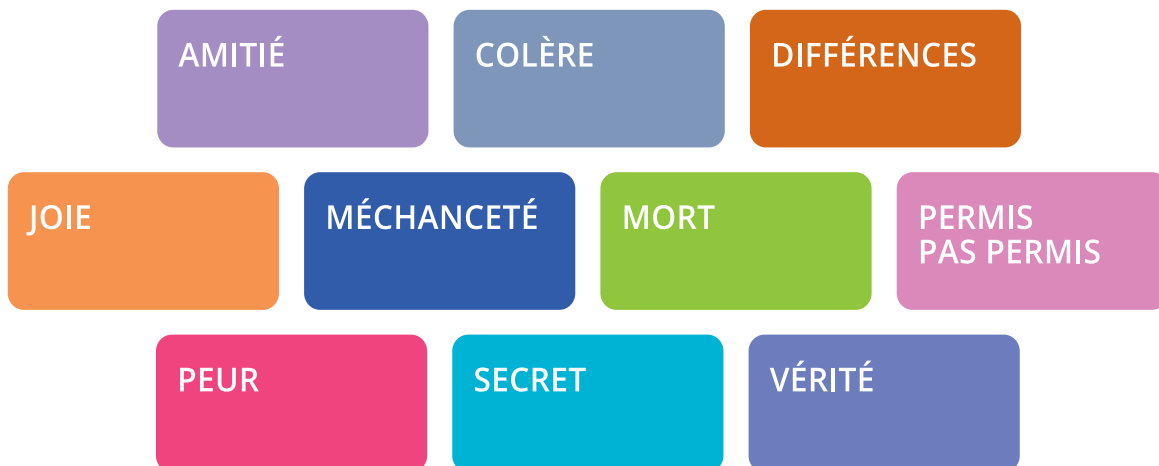 AMITIÉ
COLÈRE
DIFFÉRENCES
JOIE
MÉCHANCETÉ
MORT
PERMIS
PAS PERMIS
PEUR
SECRET
VÉRITÉ